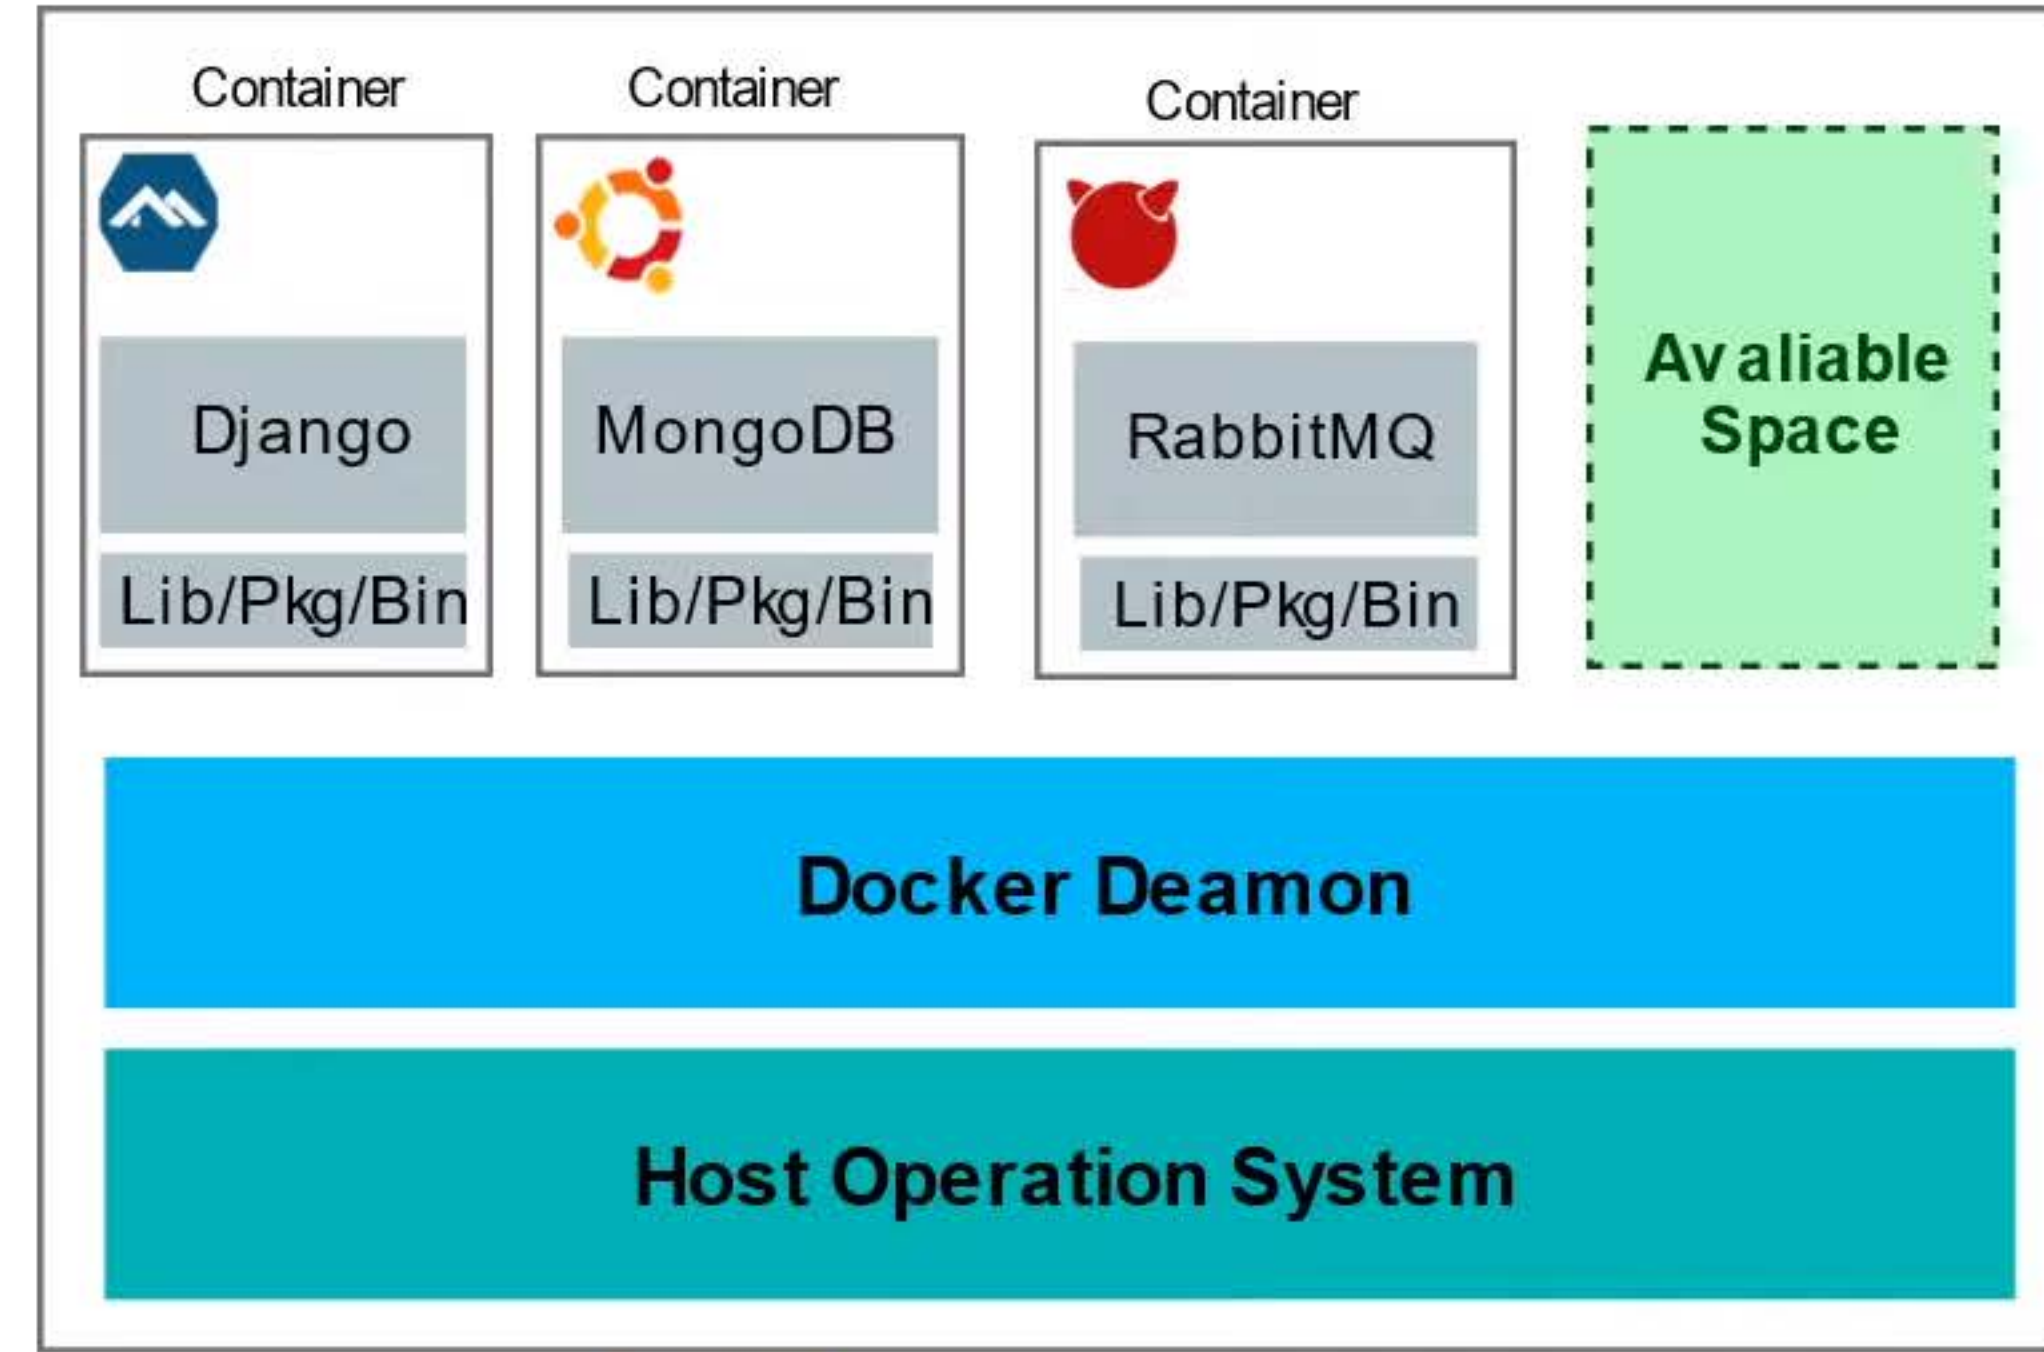 Container
Container
Container
Django
MongoDB
RabbitMQ
Avaliable
Space
Lib/Pkg/Bin
Lib/Pkg/Bin
Lib/Pkg/Bin
Docker Deamon
Host Operation System